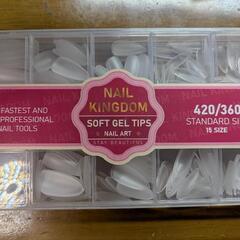 NAIL
KINGDOM
SOFT GEL TIPS
NAIL ART
STAY BEAUTIFUL
FASTEST AND
PROFESSIONAL
NAIL TOOLS
420/360
STANDARD SI
15 SIZE